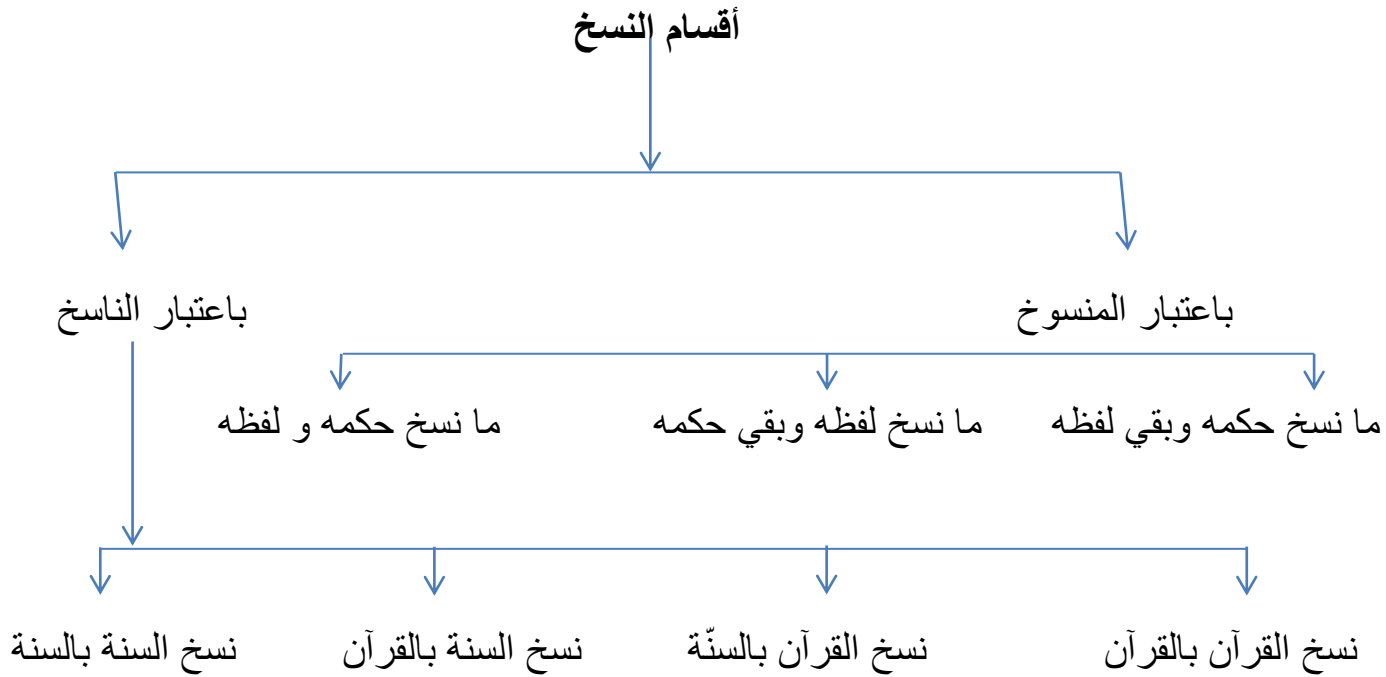 أقسام النسخ
باعتبار المنسوخ
باعتبار الناسخ
ما نسخ حكمه وبقي لفظه
ما نسخ لفظه وبقي حكمه
ما نسخ حكمه و لفظه
نسخ القرآن بالقرآن
نسخ القرآن بالسنّة
نسخ السنة بالقرآن
نسخ السنة بالسنة